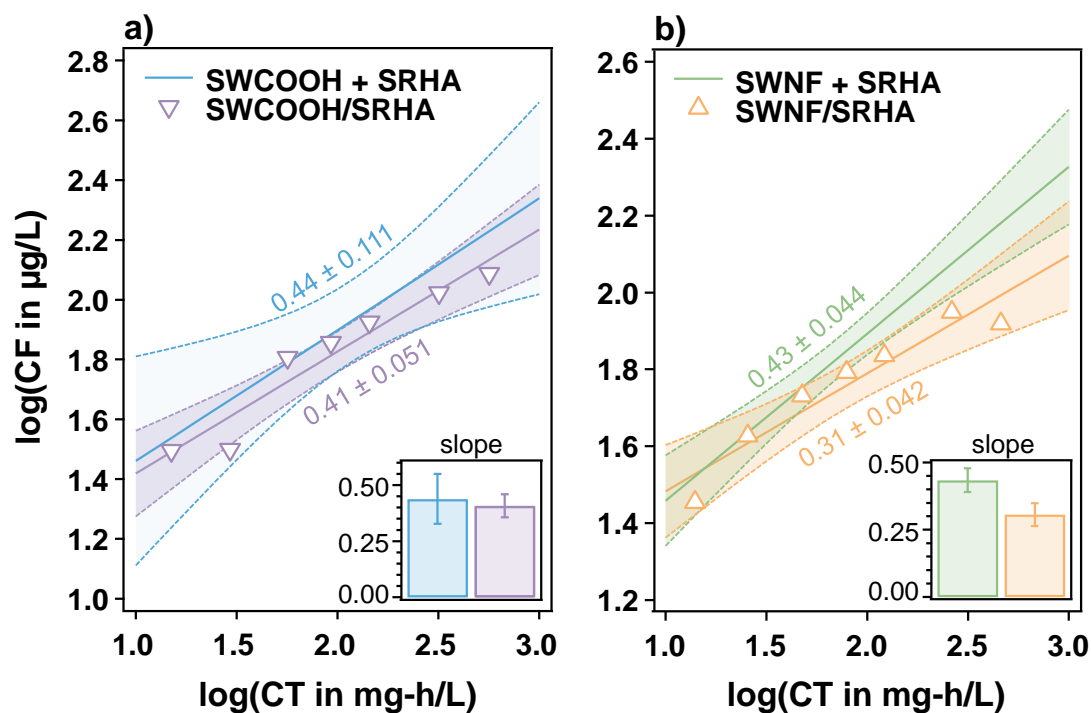 a)
SWCOOH + SRHA
SWCOOH/SRHA
log(CF in µg/L)
2.8
2.6
2.4
2.2
2.0
1.8
1.6
1.4
1.2
1.0
0.44 ± 0.111
0.41 ± 0.051
slope
0.50
0.25
0.00
1.0
1.5
2.0
2.5
3.0
log(CT in mg-h/L)
b)
SWNF + SRHA
SWNF/SRHA
2.6
2.4
2.2
2.0
1.8
1.6
1.4
1.2
0.43 ± 0.044
0.31 ± 0.042
slope
0.50
0.25
0.00
1.0
1.5
2.0
2.5
3.0
log(CT in mg-h/L)